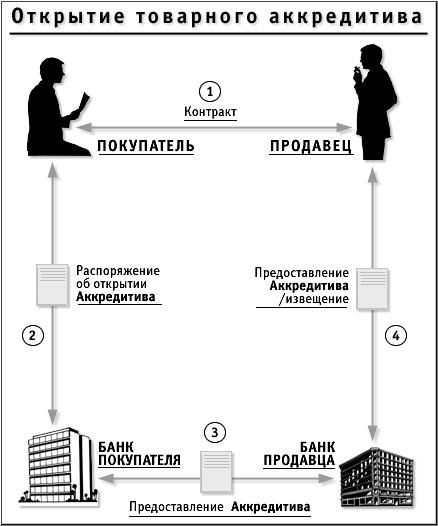 Открытие товарного аккредитива
1
Контракт
ПОКУПАТЕЛЬ
ПРОДАВЕЦ
Распоряжение
об открытии
Аккредитива
2
Предоставление
Аккредитива
/извещение
4
БАНК
ПОКУПАТЕЛЯ
3
БАНК
ПРОДАВЦА
Предоставление Аккредитива